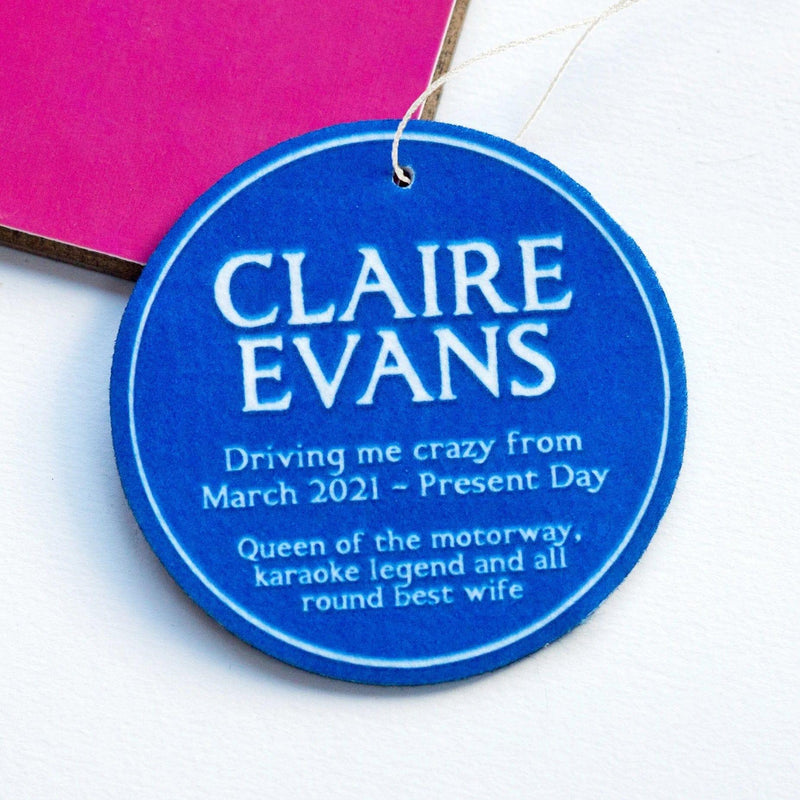 CLAIRE
EVANS
Driving me crazy from
March 2021 ~ Present Day
Queen of the motorway,
karaoke legend and all
round best wife